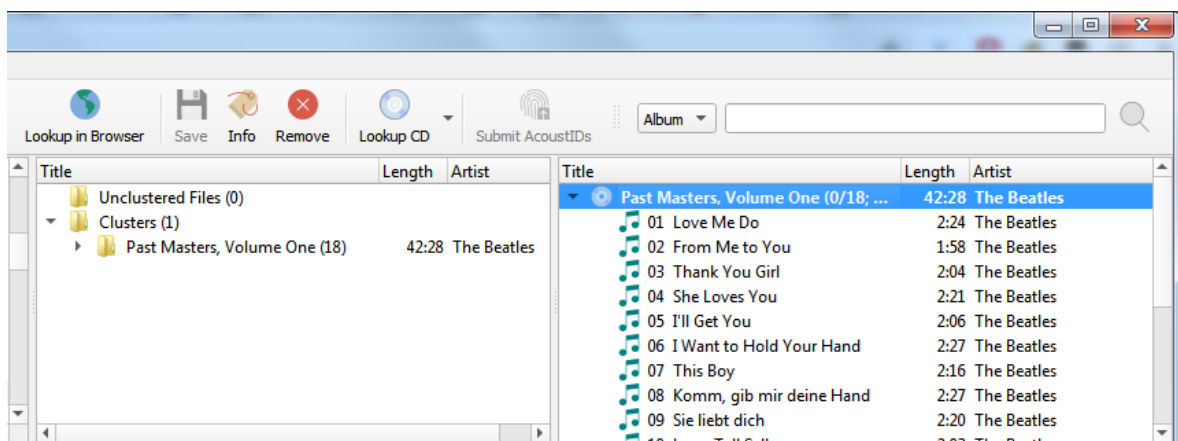 Lookup in Browser Save Info Remove Lookup CD Submit AcoustIDs Album
Title Length Artist
Unclustered Files (0)
Clusters (1)
Past Masters, Volume One (18) 42:28 The Beatles
Title Length Artist
Past Masters, Volume One (0/18; ... 42:28 The Beatles
01 Love Me Do 2:24 The Beatles
02 From Me to You 1:58 The Beatles
03 Thank You Girl 2:04 The Beatles
04 She Loves You 2:21 The Beatles
05 I'll Get You 2:06 The Beatles
06 I Want to Hold Your Hand 2:27 The Beatles
07 This Boy 2:16 The Beatles
08 Komm, gib mir deine Hand 2:27 The Beatles
09 Sie liebt dich 2:20 The Beatles